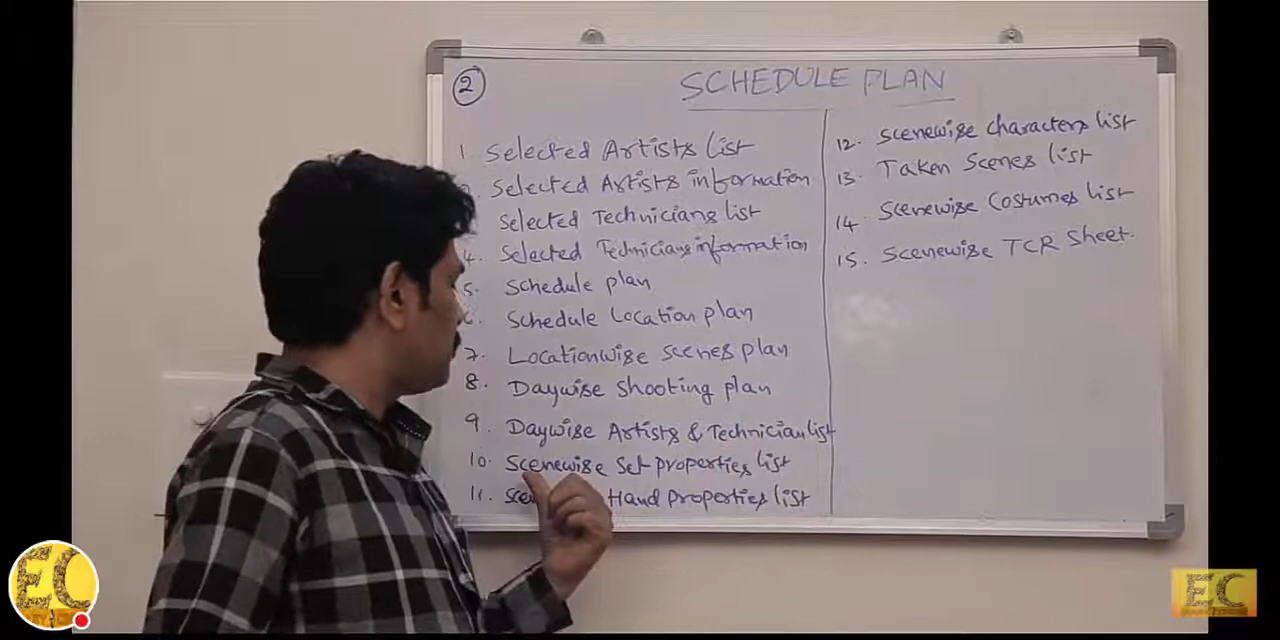 2
SCHEDULE PLAN
1. Selected Artists list
Selected Artists information
Selected Technicians list
4. Selected Technicians information
5. Schedule plan
Schedule Location plan
7. Locationwise scenes plan
8. Daywise shooting plan
9. Daywise Artists & Technician list
10. Scenewise Set properties list
11. Hand properties list
12. Scenewise characters list
13. Taken Scenes list
14. Scenewise Costumes list
15. Scenewise TCR Sheet.
EC
EC